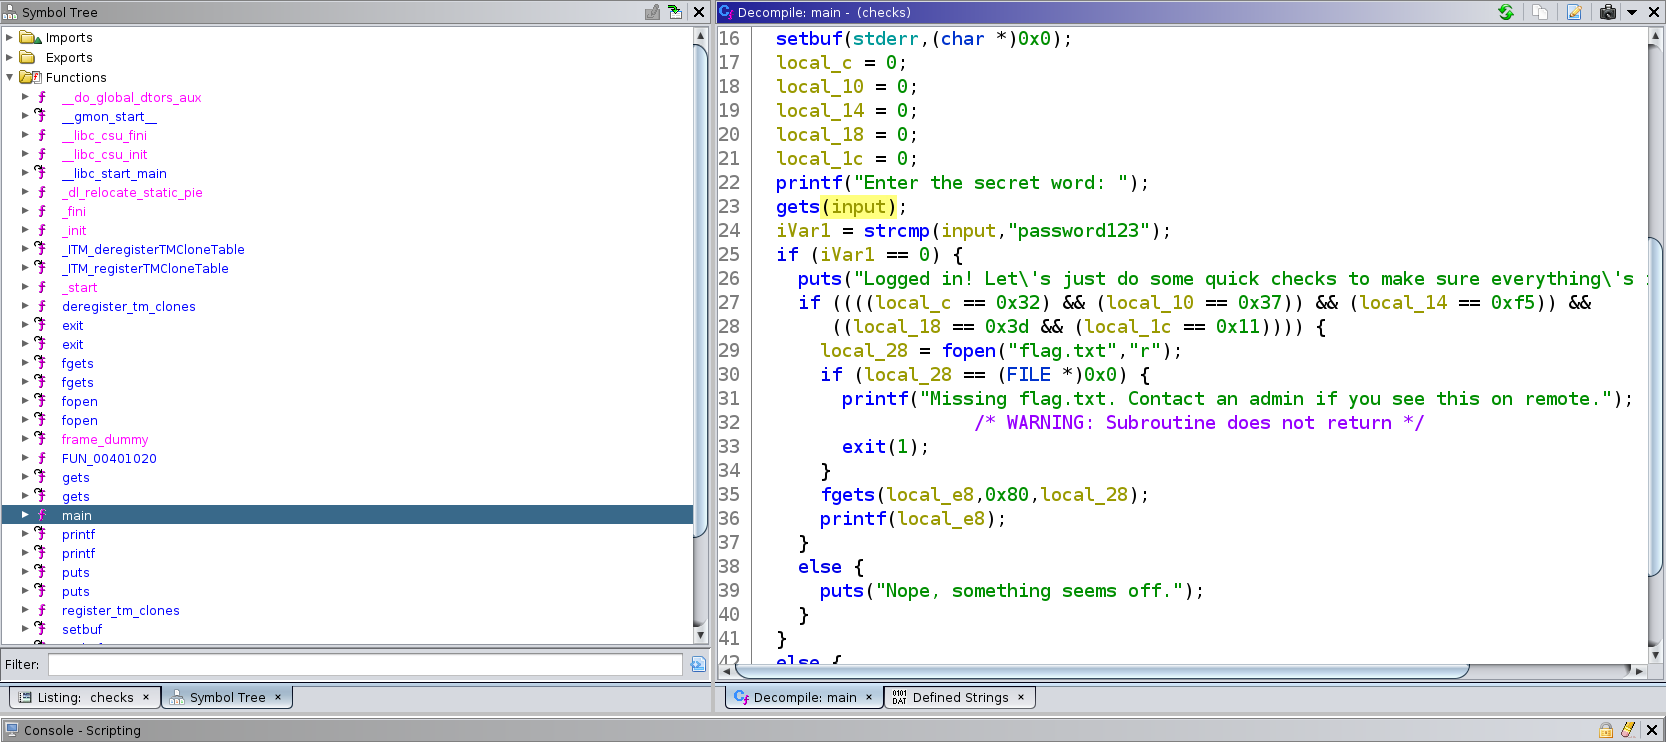 Symbol Tree
Imports
Exports
Functions
__do_global_dtors_aux
__gmon_start__
__libc_csu_fini
__libc_csu_init
__libc_start_main
_dl_relocate_static_pie
_fini
_init
_ITM_deregisterTMCloneTable
_ITM_registerTMCloneTable
_start
deregister_tm_clones
exit
exit
fgets
fgets
fopen
fopen
frame_dummy
FUN_00401020
gets
gets
main
printf
printf
puts
puts
register_tm_clones
setbuf
Filter:
Listing: checks
Symbol Tree
Decompile: main - (checks)
16 setbuf(stderr,(char *)0x0);
17 local_c = 0;
18 local_10 = 0;
19 local_14 = 0;
20 local_18 = 0;
21 local_1c = 0;
22 printf("Enter the secret word: ");
23 gets(input);
24 iVar1 = strcmp(input,"password123");
25 if (iVar1 == 0) {
26 puts("Logged in! Let\'s just do some quick checks to make sure everything\'s
27 if ((((local_c == 0x32) && (local_10 == 0x37)) && (local_14 == 0xf5)) &&
28 ((local_18 == 0x3d && (local_1c == 0x11)))) {
29 local_28 = fopen("flag.txt","r");
30 if (local_28 == (FILE *)0x0) {
31 printf("Missing flag.txt. Contact an admin if you see this on remote.");
32 /* WARNING: Subroutine does not return */
33 exit(1);
34 }
35 fgets(local_e8,0x80,local_28);
36 printf(local_e8);
37 }
38 else {
39 puts("Nope, something seems off.");
40 }
41 }
42 else {
Decompile: main
Defined Strings
Console - Scripting